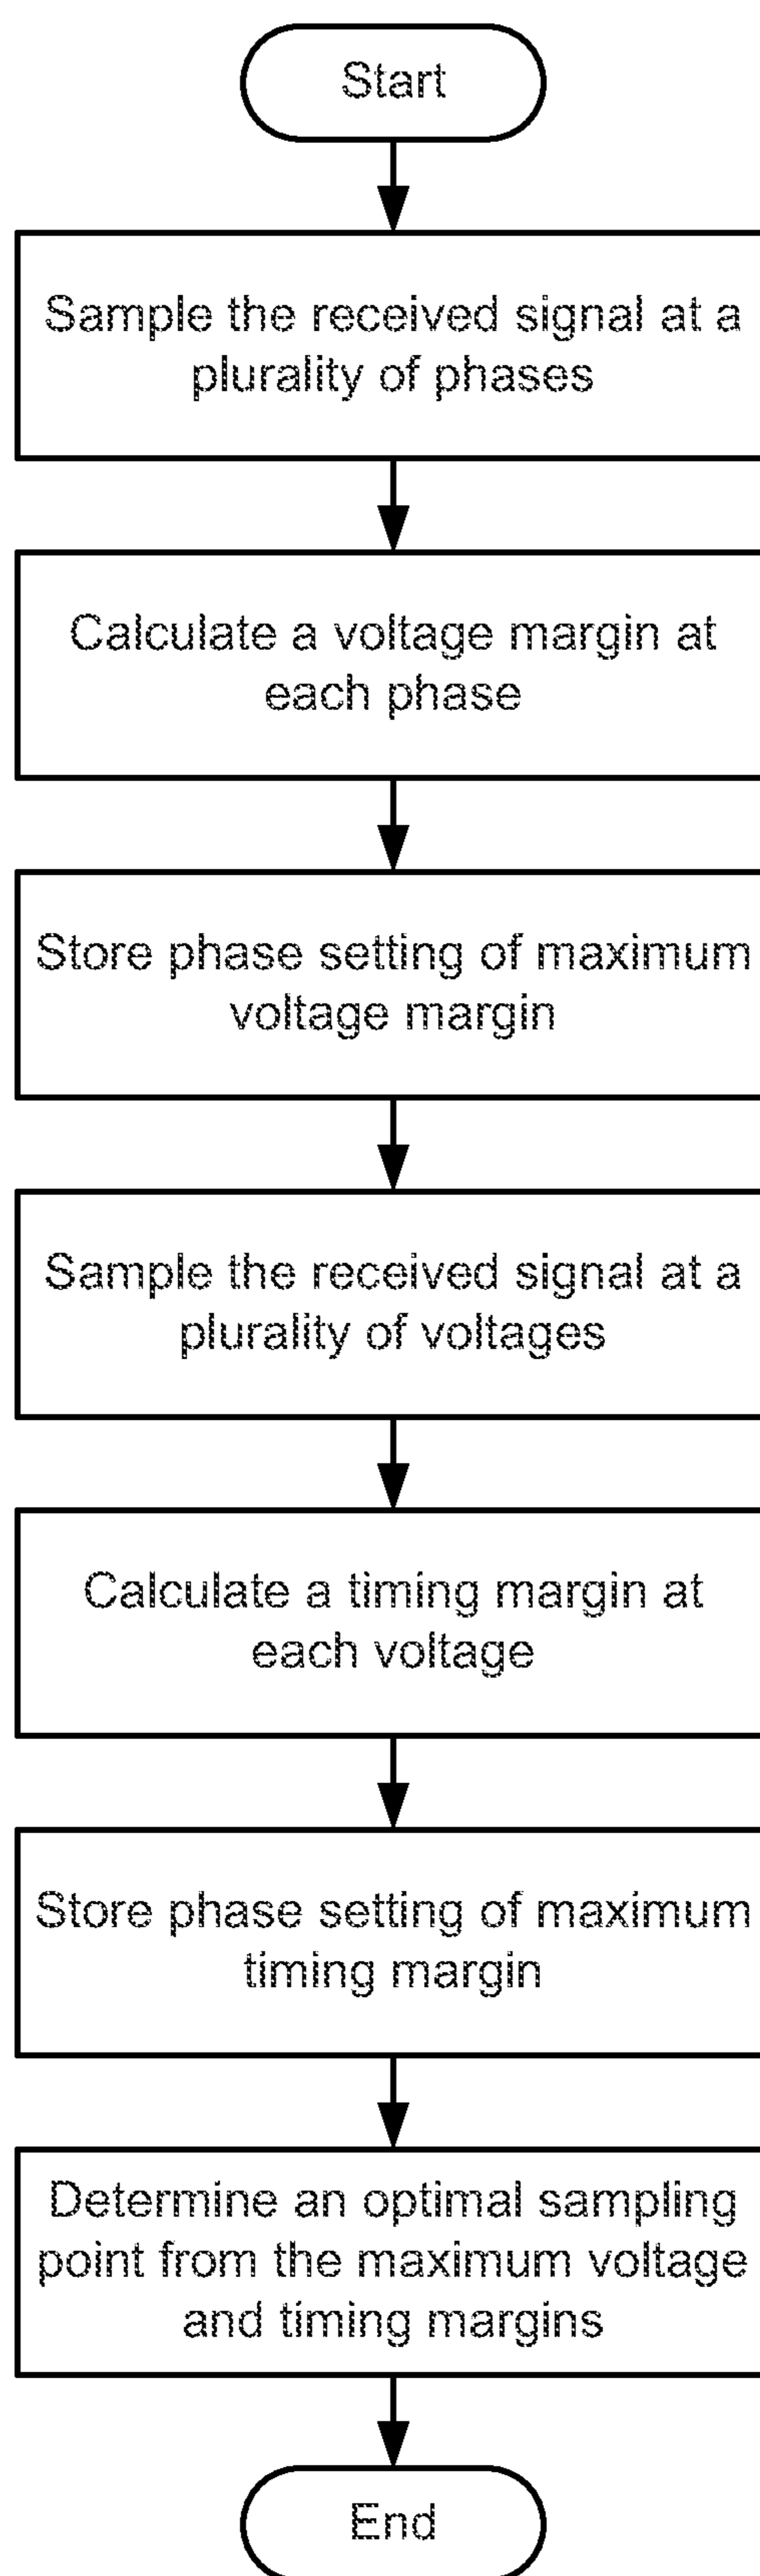 Start
Sample the received signal at a
plurality of phases
Calculate a voltage margin at
each phase
Store phase setting of maximum
voltage margin
Sample the received signal at a
plurality of voltages
Calculate a timing margin at
each voltage
Store phase setting of maximum
timing margin
Determine an optimal sampling
point from the maximum voltage
and timing margins
End